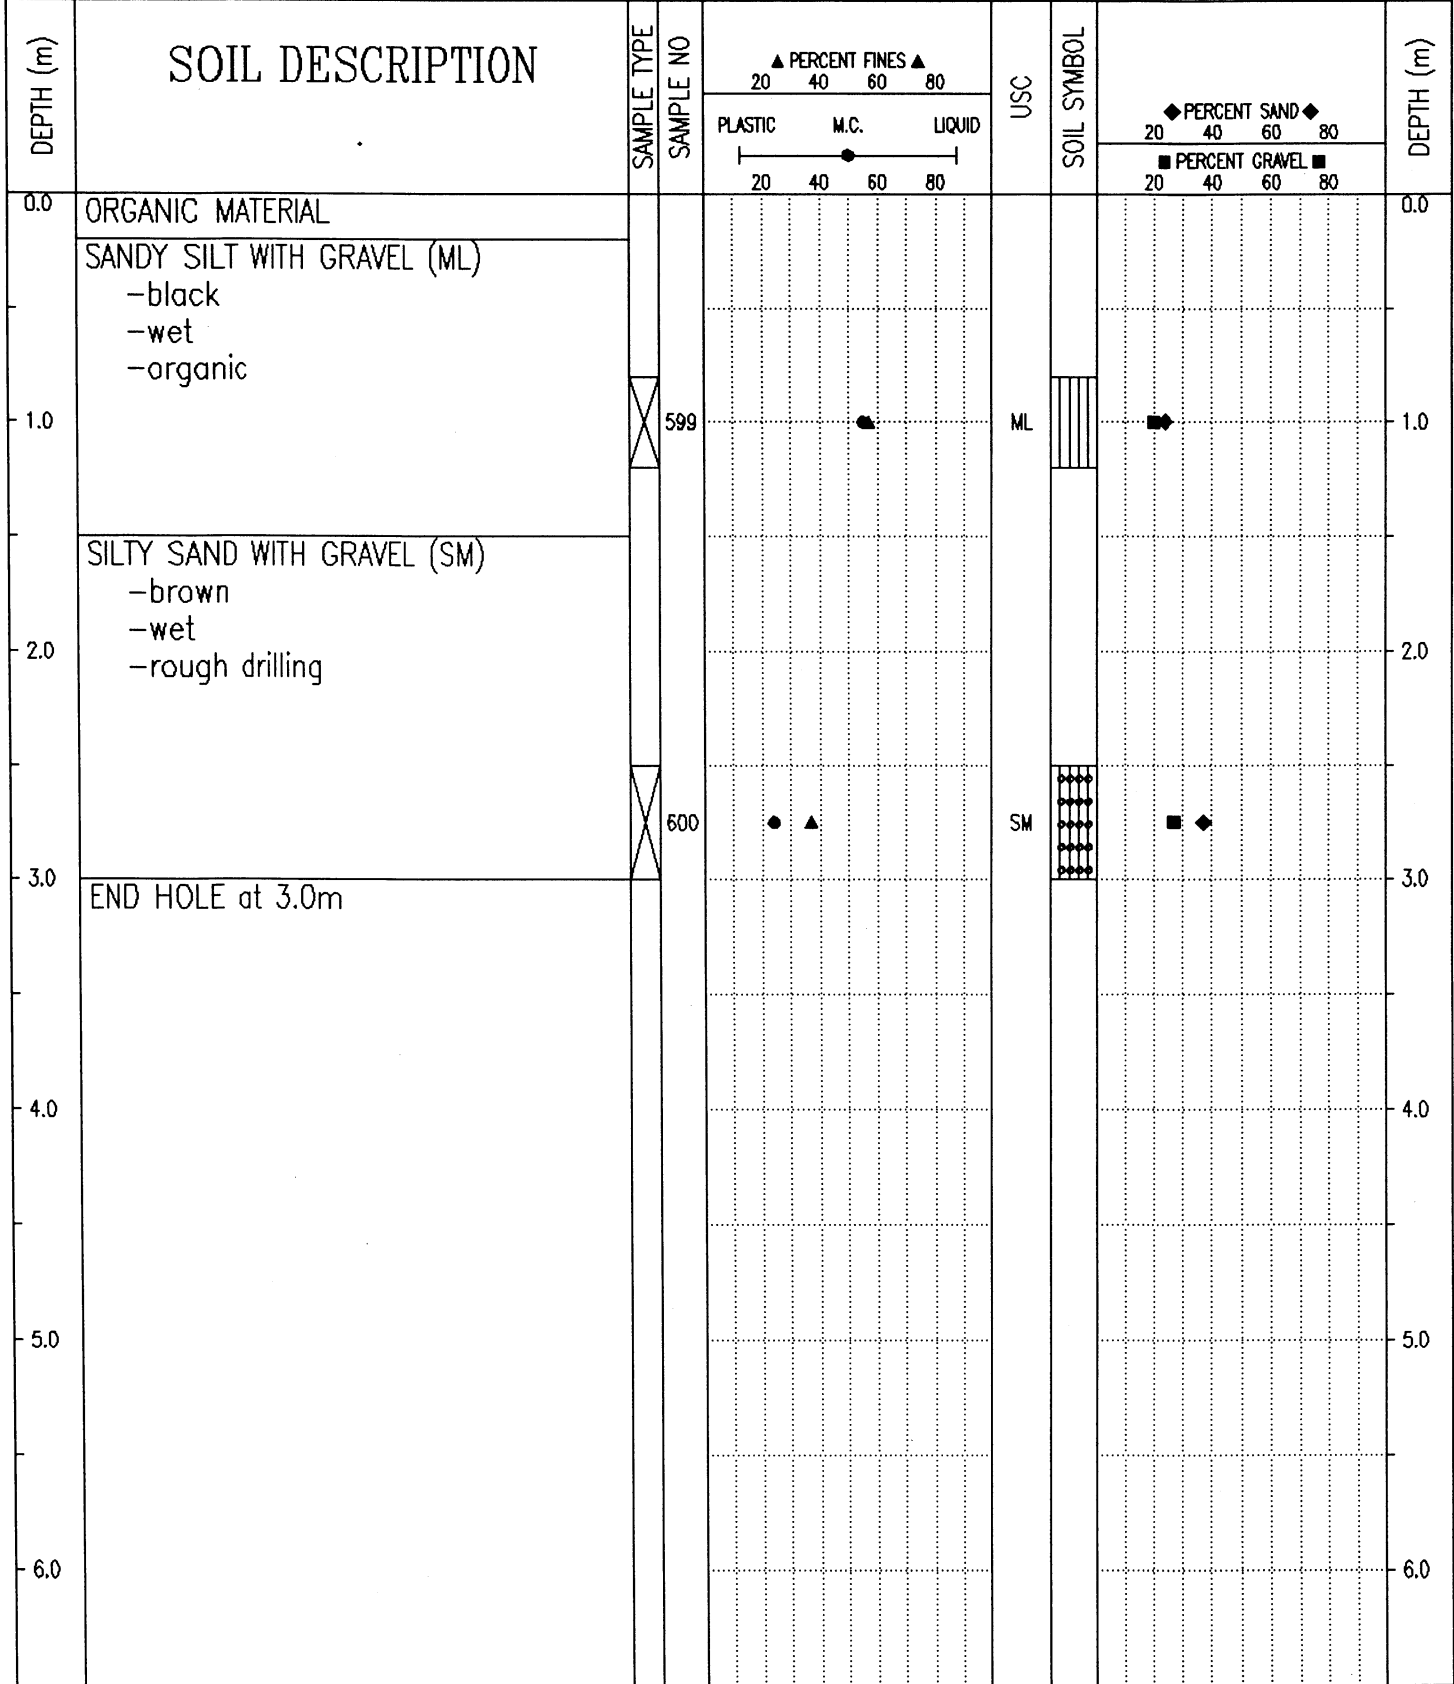 DEPTH (m)
SOIL DESCRIPTION
SAMPLE TYPE
SAMPLE NO
▲ PERCENT FINES ▲
20 40 60 80
PLASTIC M.C. LIQUID
20 40 60 80
USC
SOIL SYMBOL
◆ PERCENT SAND ◆
20 40 60 80
■ PERCENT GRAVEL ■
20 40 60 80
DEPTH (m)
0.0 ORGANIC MATERIAL 0.0
SANDY SILT WITH GRAVEL (ML)
-black
-wet
-organic
1.0 599 ML 1.0
SILTY SAND WITH GRAVEL (SM)
-brown
-wet
2.0 2.0
-rough drilling
600 SM
3.0 3.0
END HOLE at 3.0m
4.0 4.0
5.0 5.0
6.0 6.0